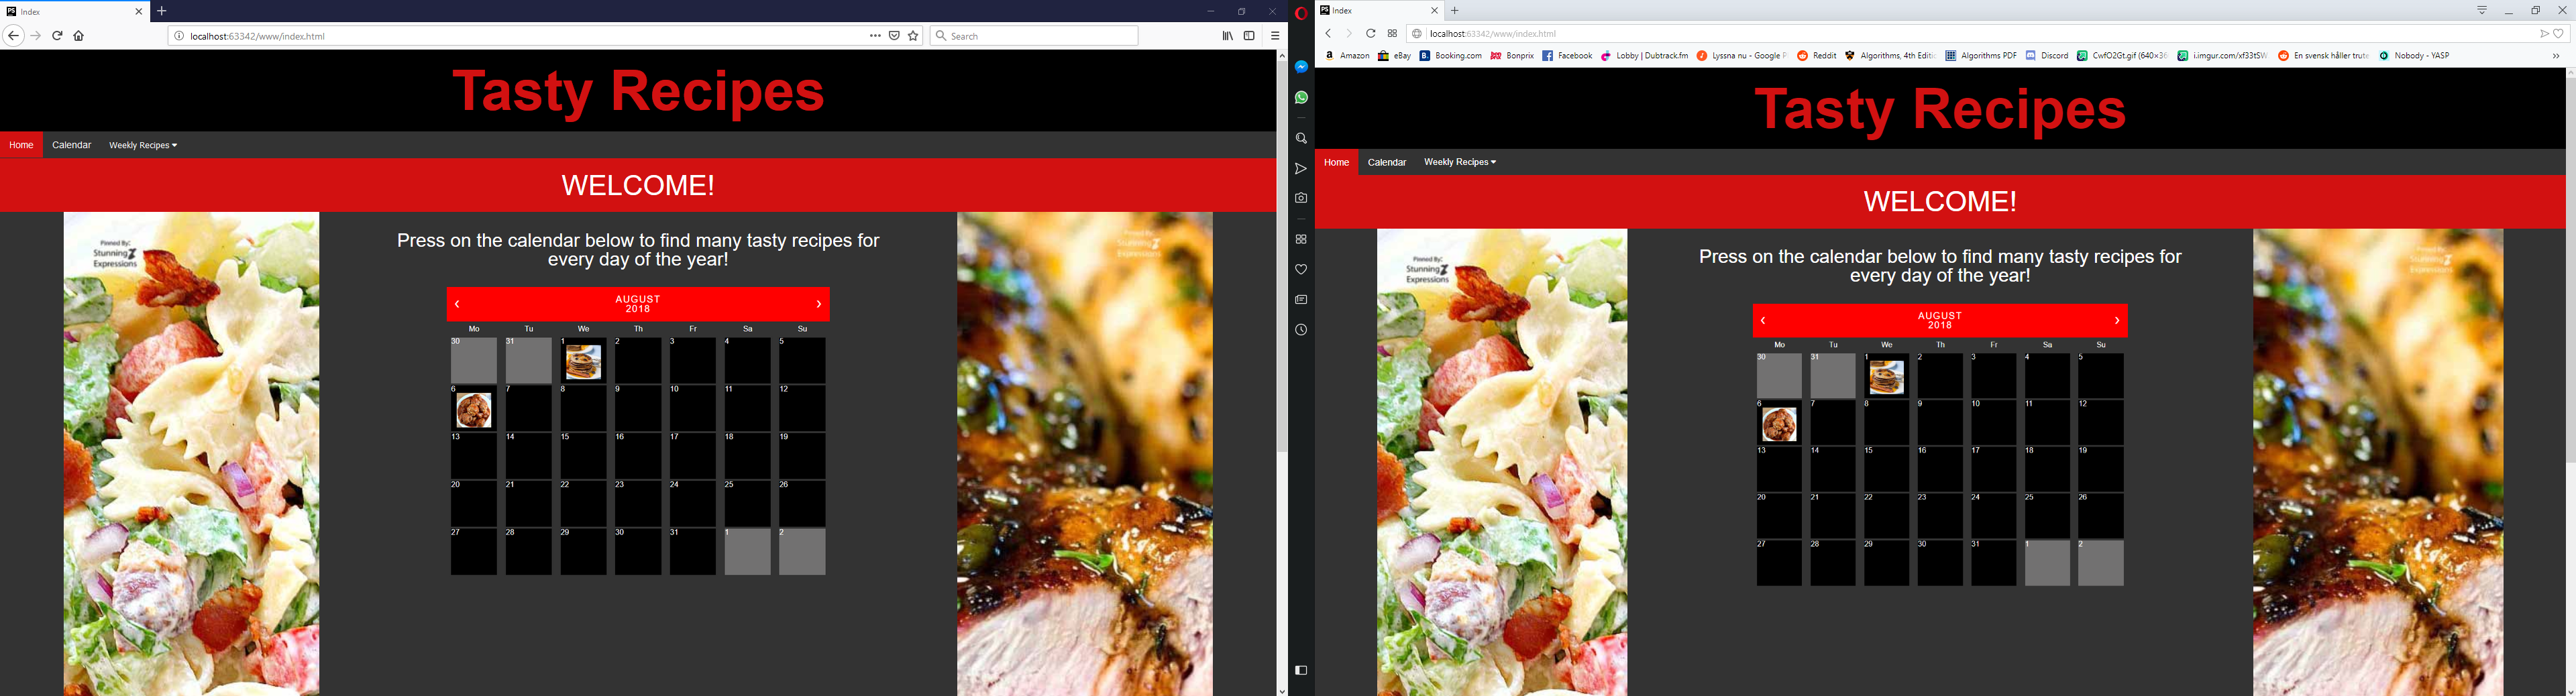 Index
localhost:63342/www/index.html
Search
Tasty Recipes
Home Calendar Weekly Recipes
WELCOME!
Pinned By:
Stunning
Expressions
Press on the calendar below to find many tasty recipes for
every day of the year!
Pinned By:
Stunning
Expressions
AUGUST
2018
Mo Tu We Th Fr Sa Su
30 31 1 2 3 4 5
6 7 8 9 10 11 12
13 14 15 16 17 18 19
20 21 22 23 24 25 26
27 28 29 30 31 1 2
Index
localhost:63342/www/index.html
Amazon eBay Booking.com Bonprix Facebook Lobby | Dubtrack.fm Lyssna nu - Google P Reddit Algorithms, 4th Editic Algorithms PDF Discord CwfO2Gt.gif (640×36 i.imgur.com/xf33tSW En svensk håller trute Nobody - YASP
Tasty Recipes
Home Calendar Weekly Recipes
WELCOME!
Pinned By:
Stunning
Expressions
Press on the calendar below to find many tasty recipes for
every day of the year!
Pinned By:
Stunning
Expressions
AUGUST
2018
Mo Tu We Th Fr Sa Su
30 31 1 2 3 4 5
6 7 8 9 10 11 12
13 14 15 16 17 18 19
20 21 22 23 24 25 26
27 28 29 30 31 1 2